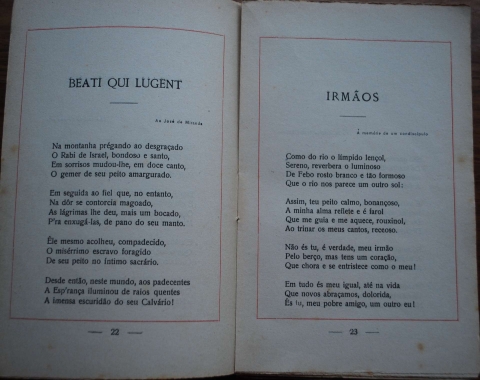 BEATI QUI LUGENT
Ao José de Miranda
Na montanha prégando ao desgraçado
O Rabi de Israel, bondoso e santo,
Em sorrisos mudou-lhe, em doce canto,
O gemer de seu peito amargurado.
Em seguida ao fiel que, no entanto,
Na dôr se contorcia magoado,
As lágrimas lhe deu, mais um bocado,
P'ra enxugá-las, de pano do seu manto.
Êle mesmo acolheu, compadecido,
O misérrimo escravo foragido
De seu peito no íntimo sacrário.
Desde então, neste mundo, aos padecentes
A Esp'rança iluminou de raios quentes
A imessa escuridão do seu Calvário!
22
IRMÃOS
Á memória de um condiscípulo
Como do rio o límpido lençol,
Sereno, reverbera o luminoso
De Febo rosto branco e tão formoso
Que o rio nos parece um outro sol:
Assim, teu peito calmo, bonançoso,
A minha alma reflete e é farol
Que me guia e me aquece, rouxinol,
Ao trinar os meus cantos, receoso.
Não és tu, é verdade, meu irmão
Pelo berço, mas tens um coração,
Que chora e se entristece como o meu!
Em tudo és meu igual, até na vida
Que novos abraçamos, dolorida,
És tu, meu pobre amigo, um outro eu!
23